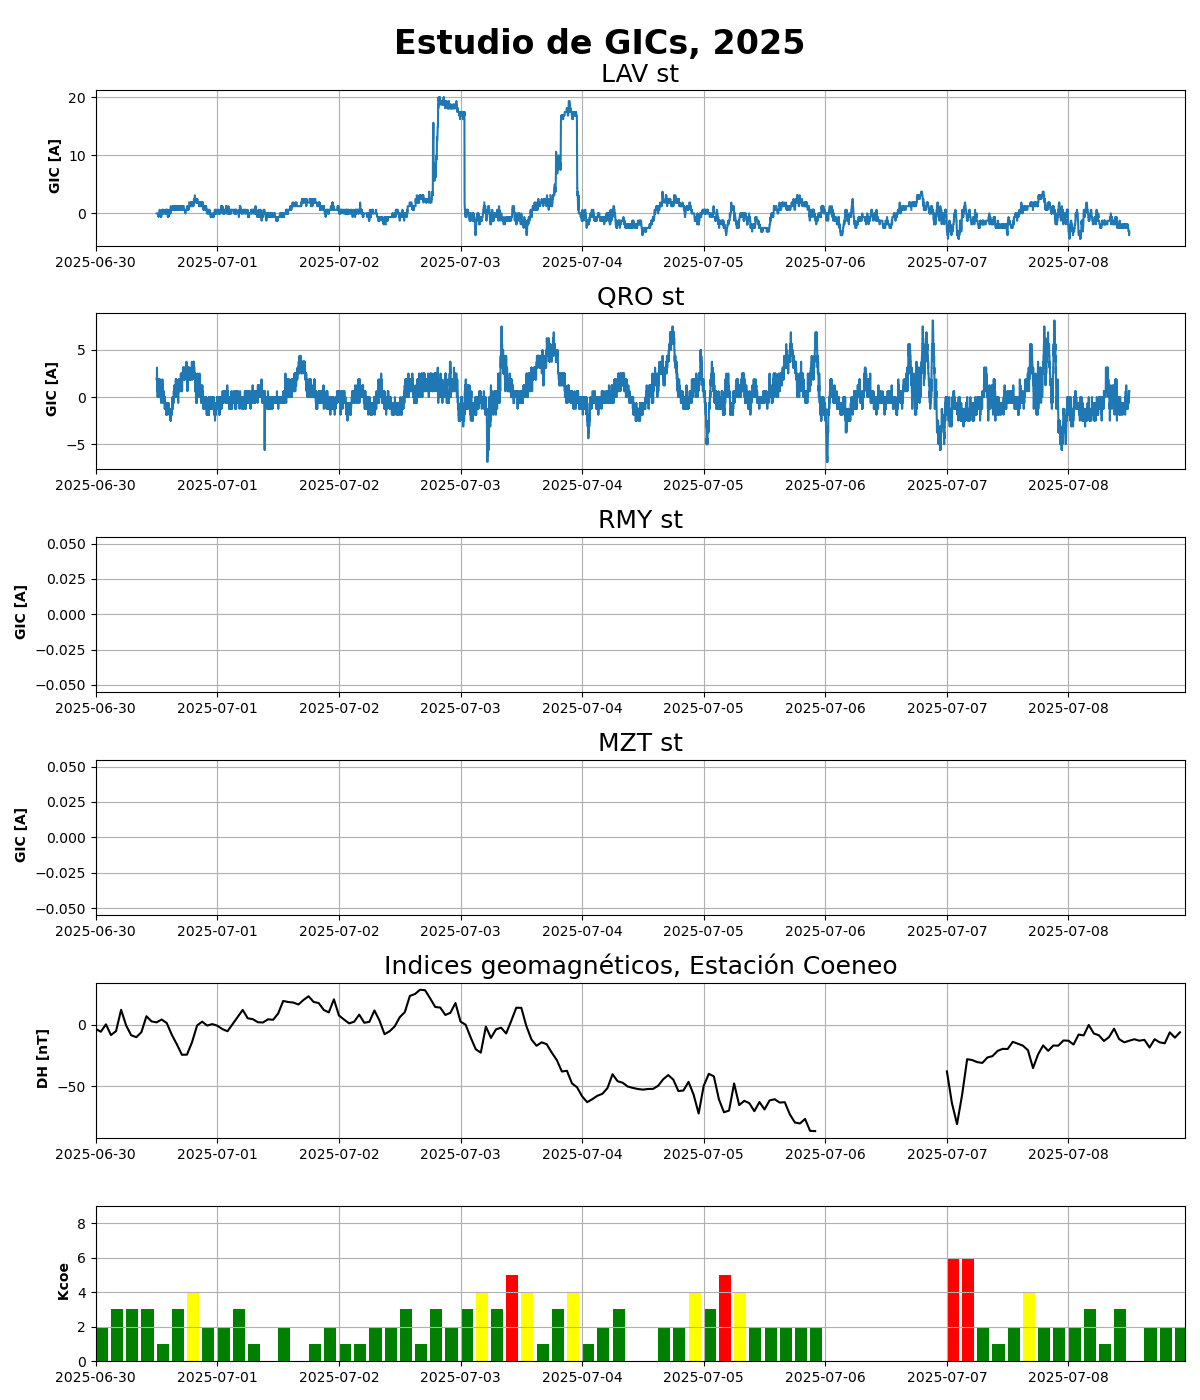 Estudio de GICs, 2025
LAV st
GIC [A]
20
10
0
2025-06-30 2025-07-01 2025-07-02 2025-07-03 2025-07-04 2025-07-05 2025-07-06 2025-07-07 2025-07-08
QRO st
GIC [A]
5
0
−5
2025-06-30 2025-07-01 2025-07-02 2025-07-03 2025-07-04 2025-07-05 2025-07-06 2025-07-07 2025-07-08
RMY st
GIC [A]
0.050
0.025
0.000
−0.025
−0.050
2025-06-30 2025-07-01 2025-07-02 2025-07-03 2025-07-04 2025-07-05 2025-07-06 2025-07-07 2025-07-08
MZT st
GIC [A]
0.050
0.025
0.000
−0.025
−0.050
2025-06-30 2025-07-01 2025-07-02 2025-07-03 2025-07-04 2025-07-05 2025-07-06 2025-07-07 2025-07-08
Indices geomagnéticos, Estación Coeneo
DH [nT]
0
−50
2025-06-30 2025-07-01 2025-07-02 2025-07-03 2025-07-04 2025-07-05 2025-07-06 2025-07-07 2025-07-08
Kcoe
8
6
4
2
0
2025-06-30 2025-07-01 2025-07-02 2025-07-03 2025-07-04 2025-07-05 2025-07-06 2025-07-07 2025-07-08